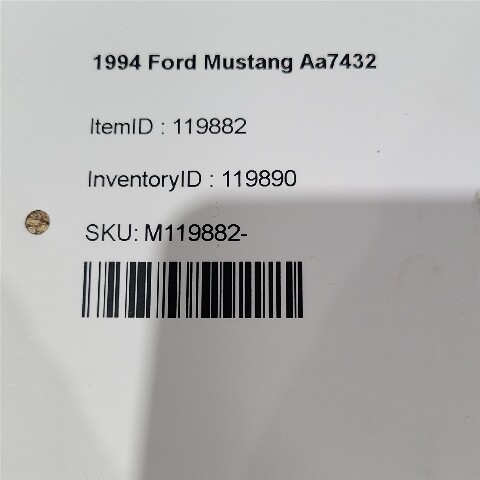 1994 Ford Mustang Aa7432
ItemID : 119882
InventoryID : 119890
SKU: M119882-